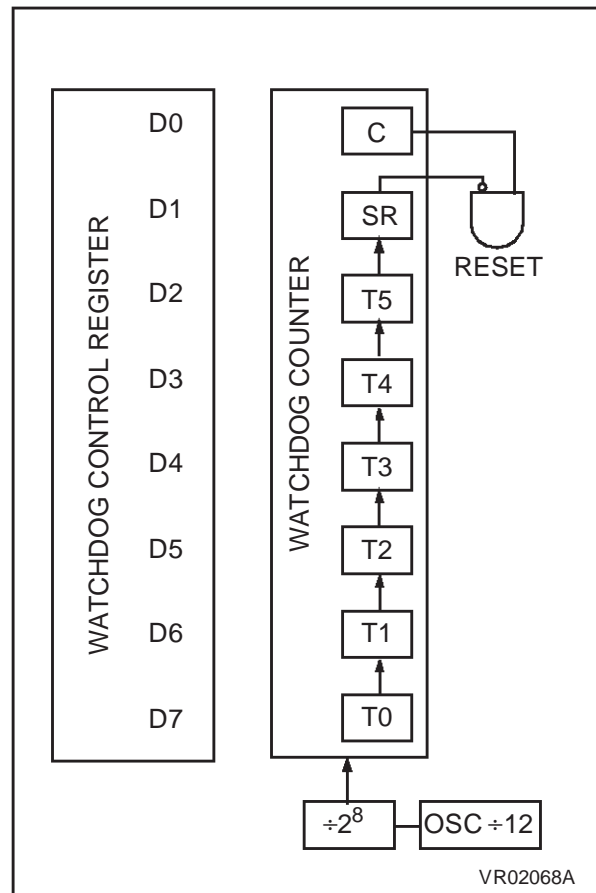 WATCHDOG CONTROL REGISTER
D0
D1
D2
D3
D4
D5
D6
D7
WATCHDOG COUNTER
C
SR
T5
T4
T3
T2
T1
T0
RESET
÷2⁸
OSC ÷12
VR02068A